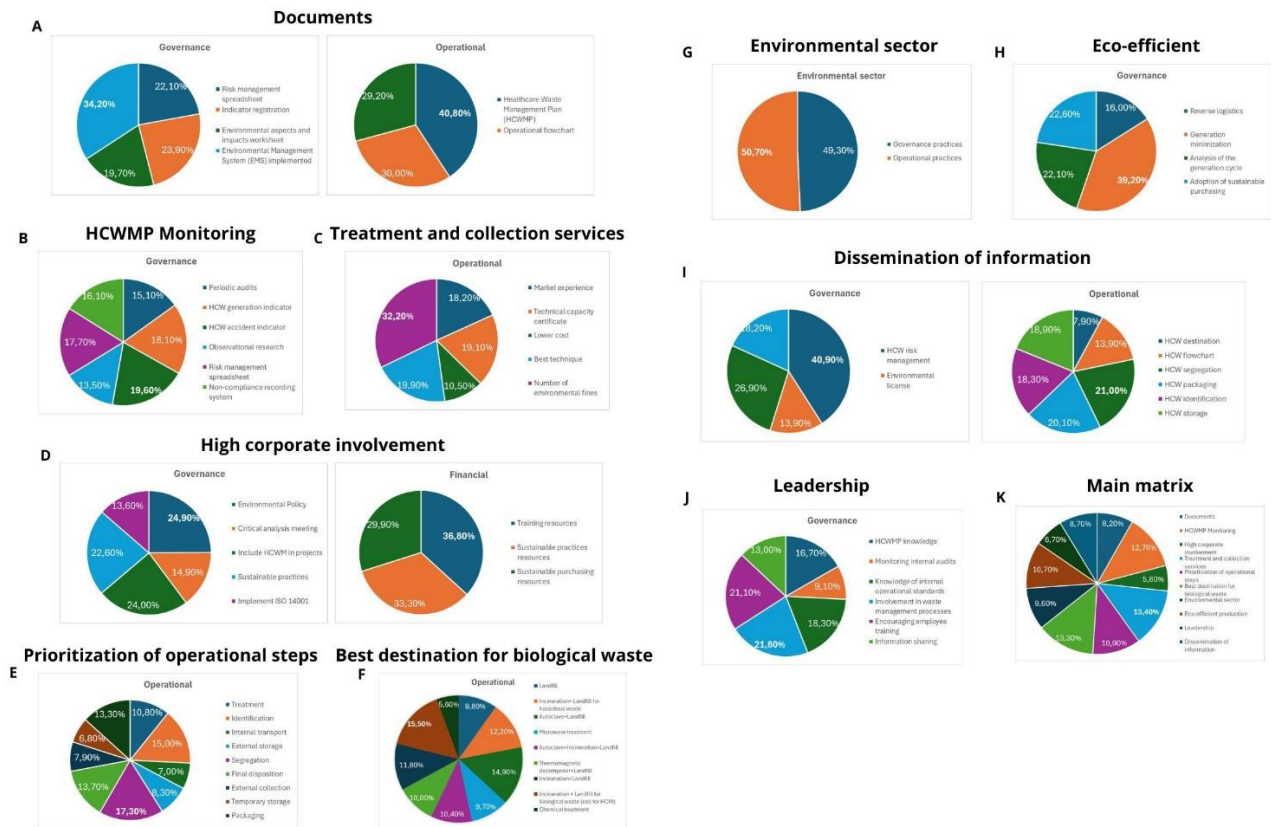 Documents
A
Governance
34,20%
22,10%
23,90%
19,70%
Risk management
spreadsheet
Indicator registration
Environmental aspects and
impacts worksheet
Environmental Management
System (EMS) implemented
Operational
29,20%
40,80%
30,00%
Healthcare Waste
Management Plan
(HCWMP)
Operational flowchart
B
HCWMP Monitoring
Governance
16,10%
15,10%
17,70%
18,10%
13,50%
19,60%
Periodic audits
HCW generation indicator
HCW accident indicator
Observational research
Risk management
spreadsheet
Non-compliance recording
system
C
Treatment and collection services
Operational
32,20%
18,20%
19,10%
19,90%
10,50%
Market experience
Technical capacity
certificate
Lower cost
Best technique
Number of
environmental fines
High corporate involvement
D
Governance
13,60%
24,90%
22,60%
14,90%
24,00%
Environmental Policy
Critical analysis meeting
Include HCWM in projects
Sustainable practices
Implement ISO 14001
Financial
29,90%
36,80%
33,30%
Training resources
Sustainable practices
resources
Sustainable purchasing
resources
Prioritization of operational steps
E
Operational
13,30%
10,80%
6,80%
15,00%
7,90%
7,00%
13,70%
8,30%
17,30%
Treatment
Identification
Internal transport
External storage
Segregation
Final disposition
External collection
Temporary storage
Packaging
Best destination for biological waste
F
Operational
5,60%
9,80%
15,50%
12,20%
11,80%
14,90%
10,00%
9,70%
10,40%
Landfill
Incineration+ Landfill for
hazardous waste
Autoclave+Landfill
Microwave treatment
Autoclave+Incineration+Landfill
Thermomagnetic
decomposer+Landfill
Incineration+Landfill
Incineration + Landfill for
biological waste
Chemical treatment
G
Environmental sector
Environmental sector
50,70%
49,30%
Governance practices
Operational practices
H
Eco-efficient
Governance
22,60%
16,00%
22,10%
39,20%
Reverse logistics
Generation
minimization
Analysis of the
generation cycle
Adoption of sustainable
purchasing
Dissemination of information
I
Governance
18,20%
40,90%
26,90%
13,90%
HCW risk
management
Environmental
license
Operational
18,90%
7,90%
13,90%
18,30%
21,00%
20,10%
HCW destination
HCW flowchart
HCW segregation
HCW packaging
HCW identification
HCW storage
J
Leadership
Governance
13,00%
16,70%
9,10%
21,10%
18,30%
21,80%
HCWMP knowledge
Monitoring internal audits
Knowledge of internal
operational standards
Involvement in waste
management processes
Encouraging employee
training
Information sharing
K
Main matrix
8,70%
8,20%
6,70%
12,70%
10,70%
5,80%
9,60%
13,40%
13,30%
10,90%
Documents
HCWMP Monitoring
High corporate
involvement
Treatment and collection
services
Prioritization of operational
steps
Best destination for
biological waste
Environmental sector
Eco-efficient production
Leadership
Dissemination of
information